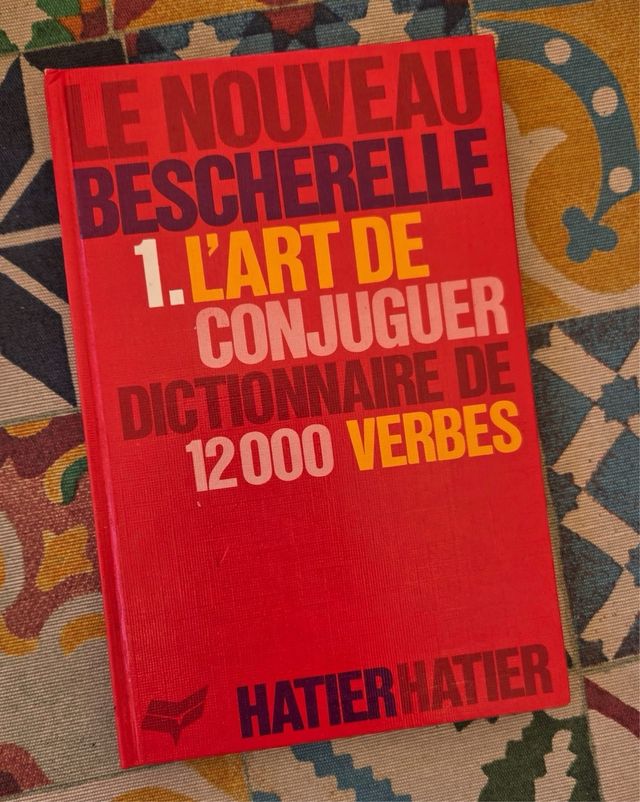 LE NOUVEAU
BESCHERELLE
1. L'ART DE
CONJUGUER
DICTIONNAIRE DE
12000 VERBES
HATIER HATIER